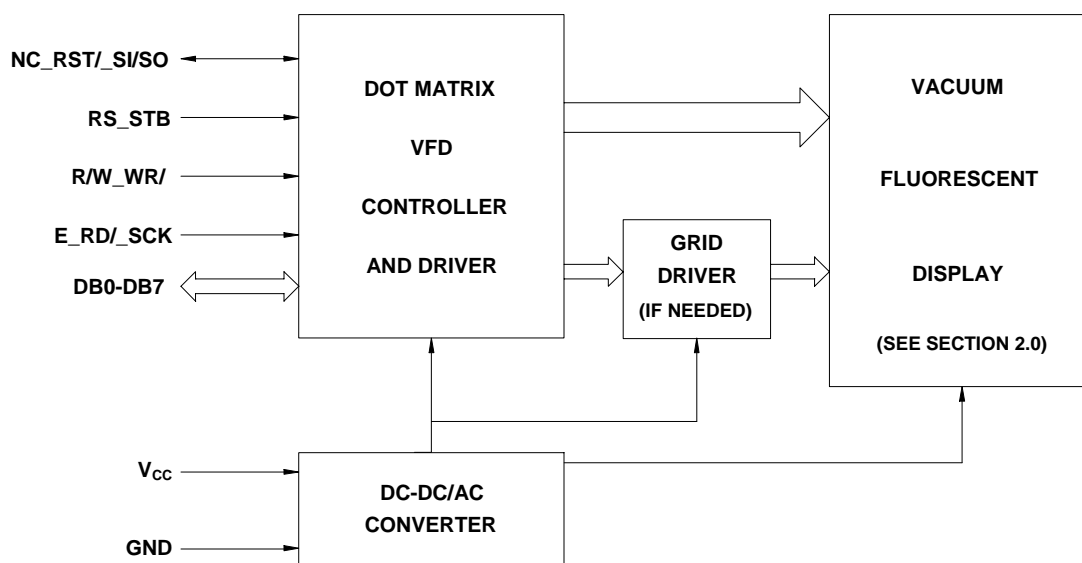 NC_RST/_SI/SO
RS_STB
R/W_WR/
E_RD/_SCK
DB0-DB7
DOT MATRIX
VFD
CONTROLLER
AND DRIVER
GRID
DRIVER
(IF NEEDED)
VACUUM
FLUORESCENT
DISPLAY
(SEE SECTION 2.0)
VCC
GND
DC-DC/AC
CONVERTER